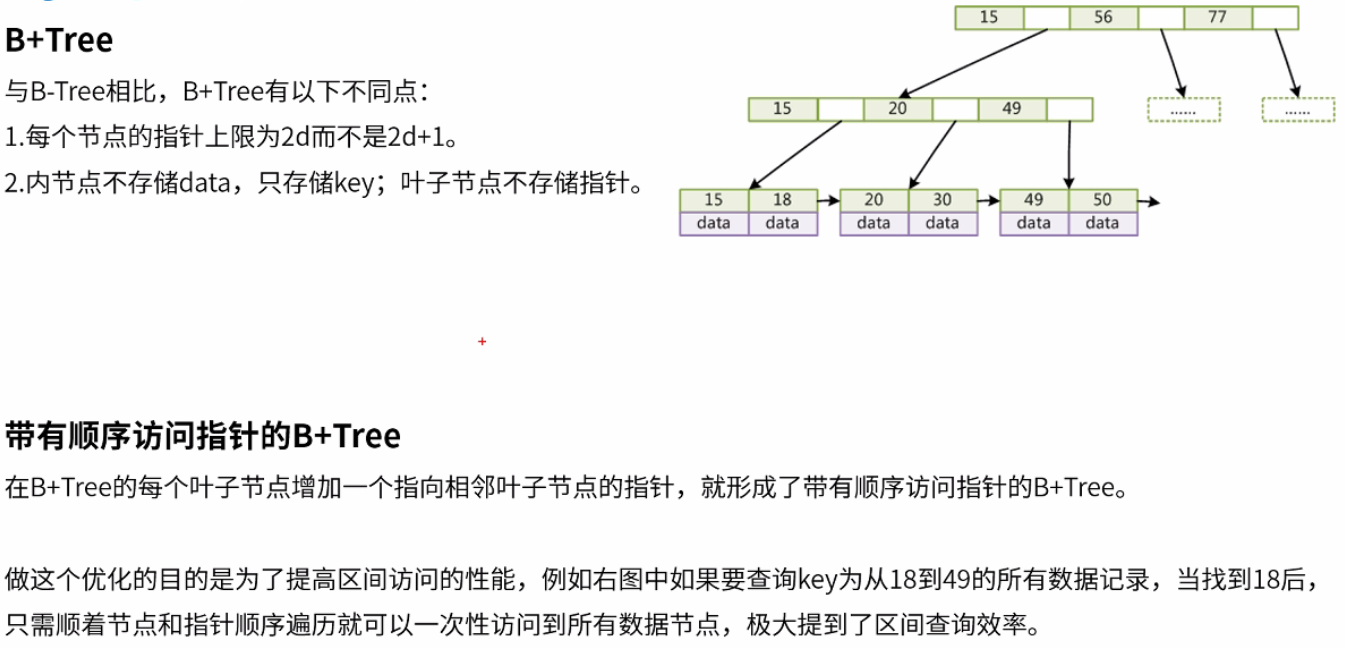 B+Tree
与B-Tree相比，B+Tree有以下不同点：
1.每个节点的指针上限为2d而不是2d+1。
2.内节点不存储data，只存储key；叶子节点不存储指针。
15 56 77
15 20 49 ...... ......
15 18 20 30 49 50
data data data data data data
带有顺序访问指针的B+Tree
在B+Tree的每个叶子节点增加一个指向相邻叶子节点的指针，就形成了带有顺序访问指针的B+Tree。
做这个优化的目的是为了提高区间访问的性能，例如右图中如果要查询key为从18到49的所有数据记录，当找到18后，
只需顺着节点和指针顺序遍历就可以一次性访问到所有数据节点，极大提到了区间查询效率。